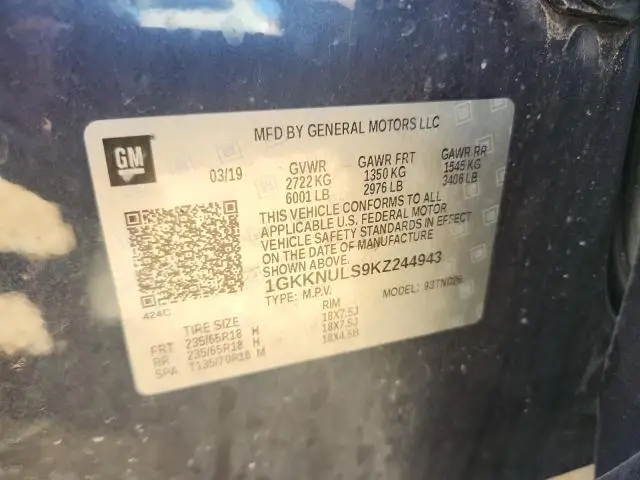 GM
MFD BY GENERAL MOTORS LLC
03/19
GVWR GAWR FRT GAWR RR
2722 KG 1350 KG 1545 KG
6001 LB 2976 LB 3406 LB
THIS VEHICLE CONFORMS TO ALL
APPLICABLE U.S. FEDERAL MOTOR
VEHICLE SAFETY STANDARDS IN EFFECT
ON THE DATE OF MANUFACTURE
SHOWN ABOVE.
1GKKNULS9KZ244943
424C
TYPE: M.P.V. MODEL: 93TND26
TIRE SIZE RIM
FRT 235/65R18 H 18X7.5J
RR 235/65R18 H 18X7.5J
SPA T135/70R18 M 18X4.5B